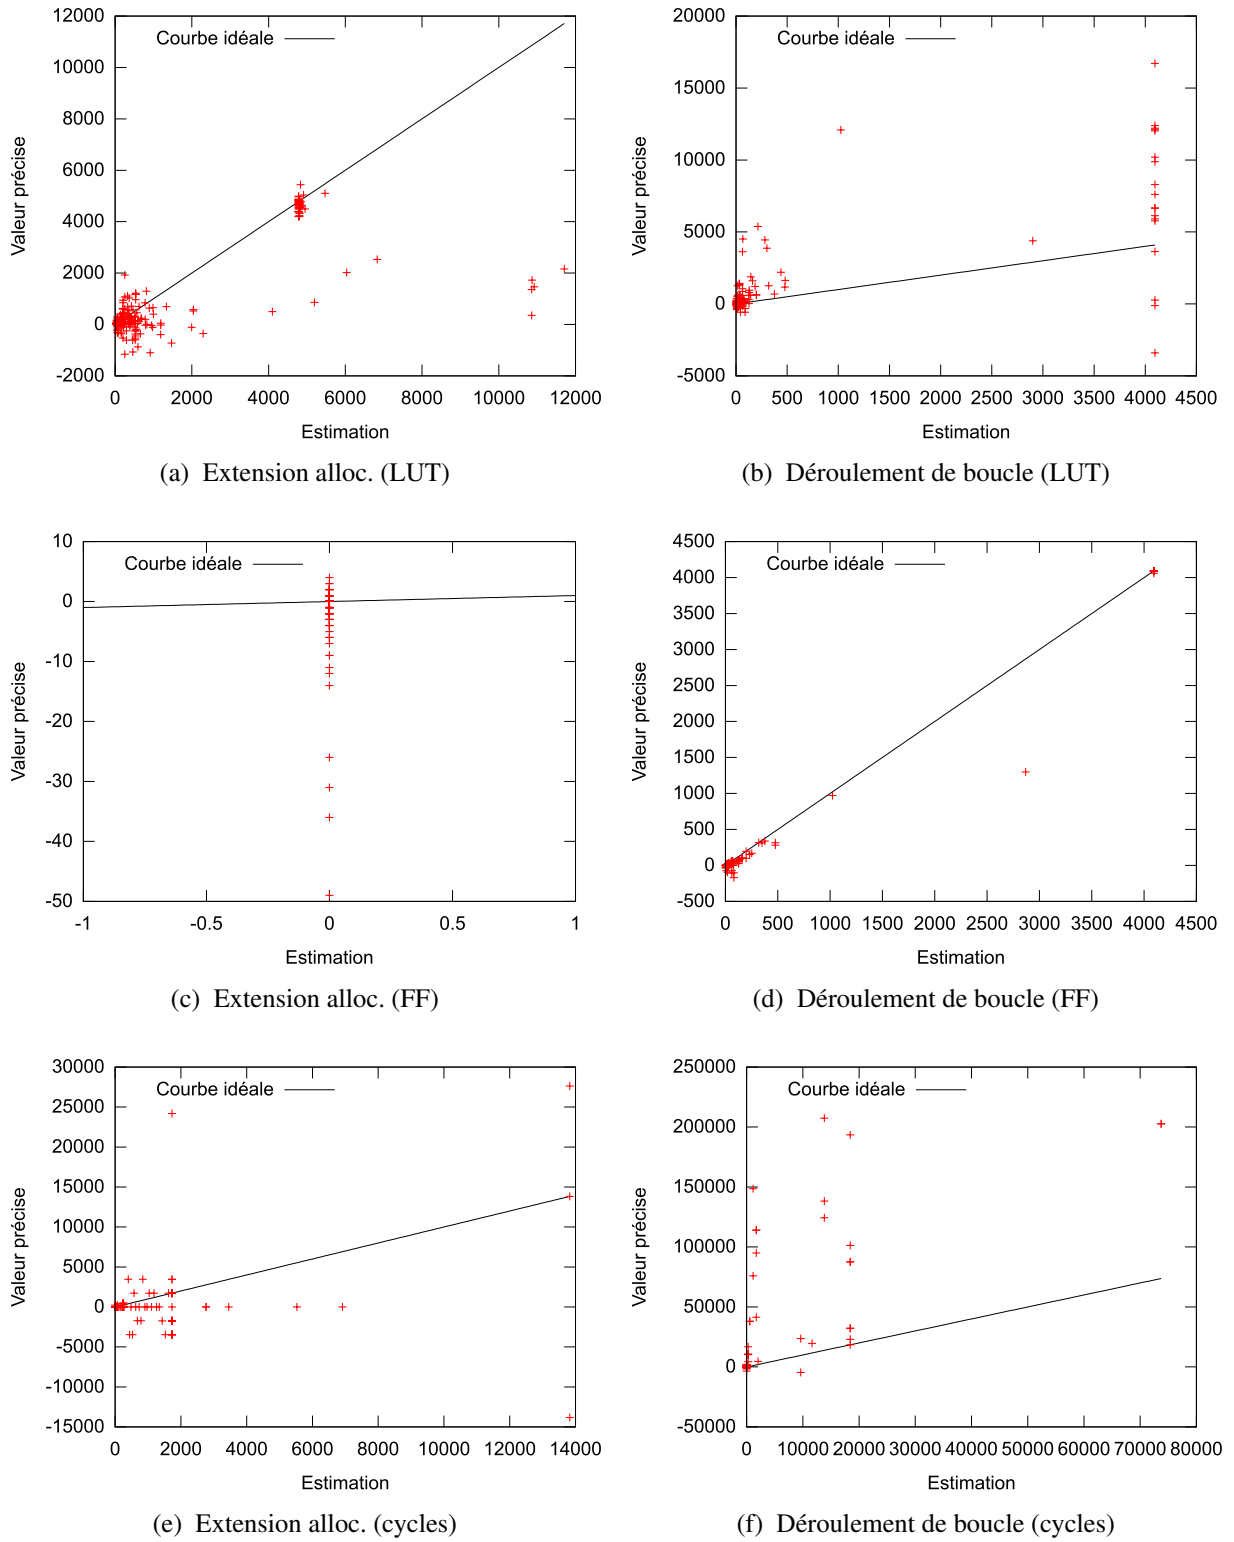 12000
10000
8000
6000
4000
2000
0
-2000
Valeur précise
Courbe idéale
0 2000 4000 6000 8000 10000 12000
Estimation
(a) Extension alloc. (LUT)
20000
15000
10000
5000
0
-5000
Valeur précise
Courbe idéale
0 500 1000 1500 2000 2500 3000 3500 4000 4500
Estimation
(b) Déroulement de boucle (LUT)
10
0
-10
-20
-30
-40
-50
Valeur précise
Courbe idéale
-1 -0.5 0 0.5 1
Estimation
(c) Extension alloc. (FF)
4500
4000
3500
3000
2500
2000
1500
1000
500
0
-500
Valeur précise
Courbe idéale
0 500 1000 1500 2000 2500 3000 3500 4000 4500
Estimation
(d) Déroulement de boucle (FF)
30000
25000
20000
15000
10000
5000
0
-5000
-10000
-15000
Valeur précise
Courbe idéale
0 2000 4000 6000 8000 10000 12000 14000
Estimation
(e) Extension alloc. (cycles)
250000
200000
150000
100000
50000
0
-50000
Valeur précise
Courbe idéale
0 10000 20000 30000 40000 50000 60000 70000 80000
Estimation
(f) Déroulement de boucle (cycles)